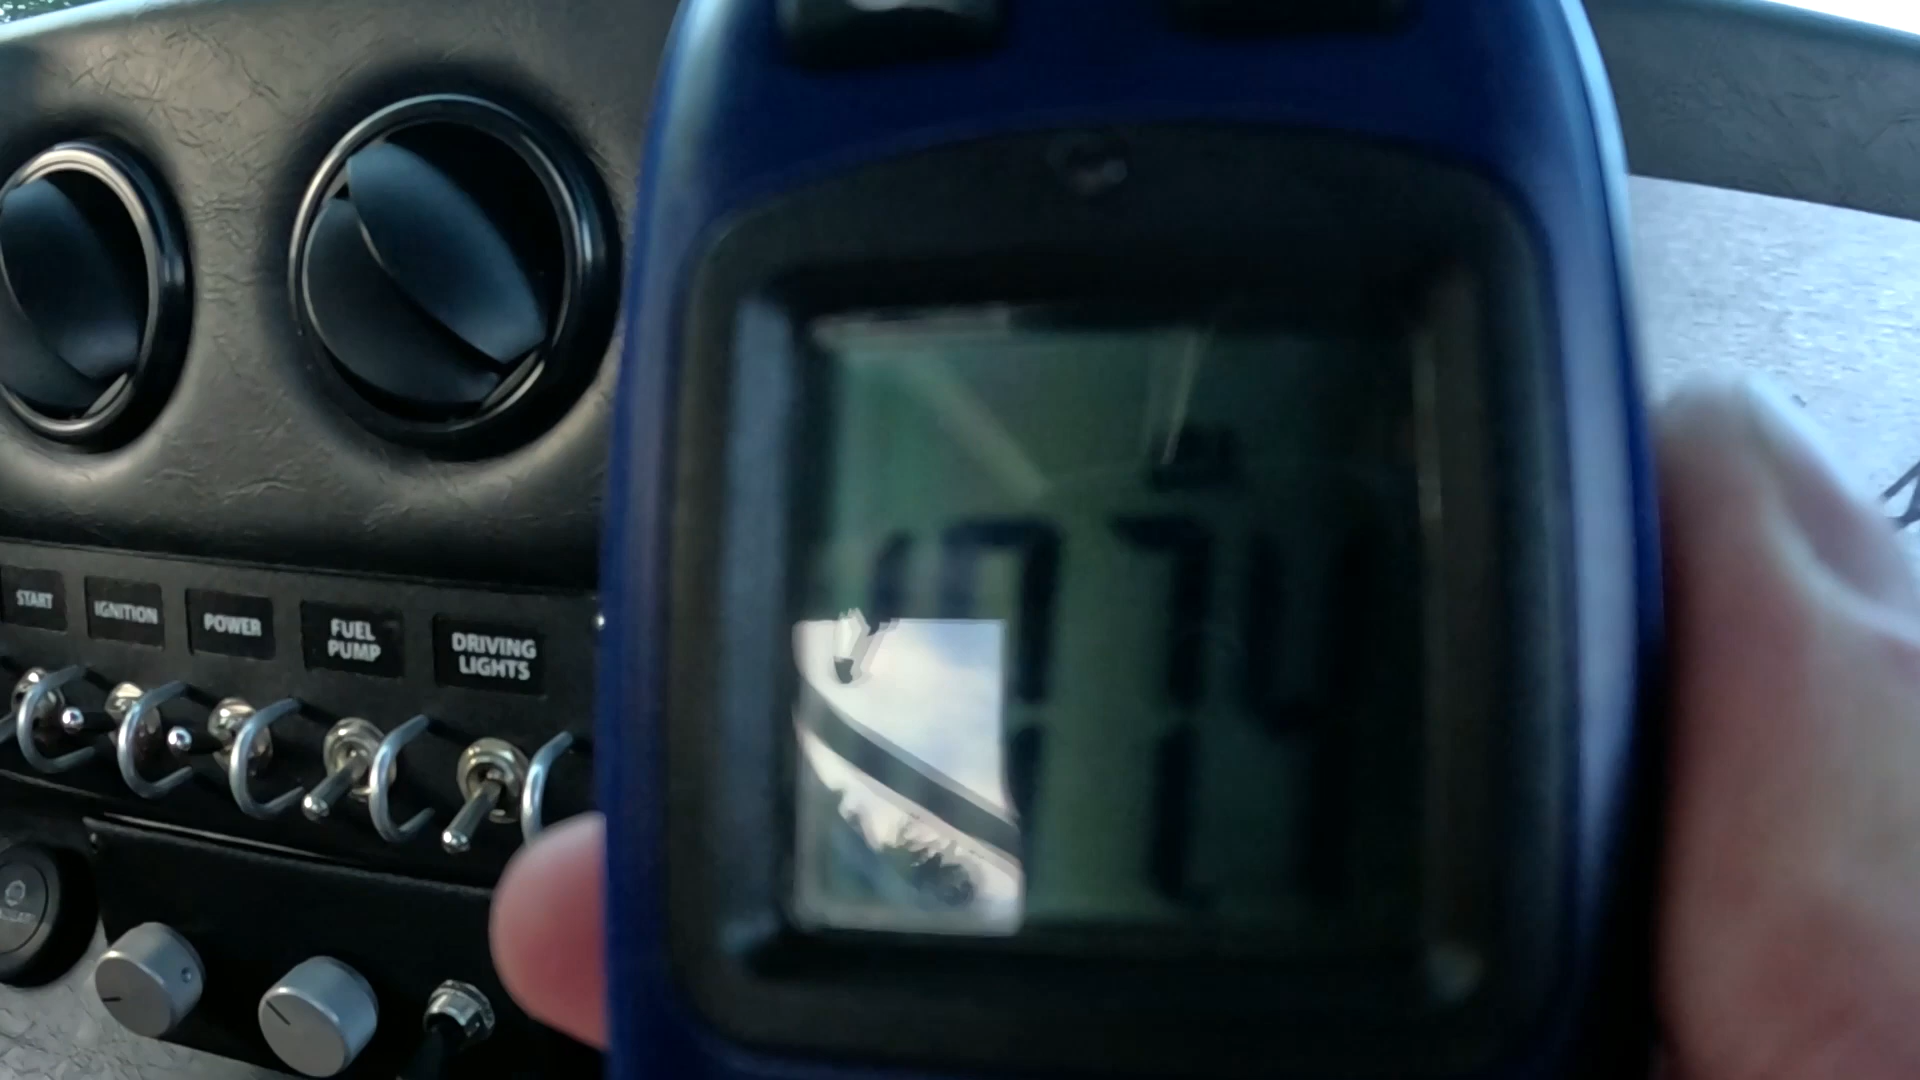 START
IGNITION
POWER
FUEL
PUMP
DRIVING
LIGHTS